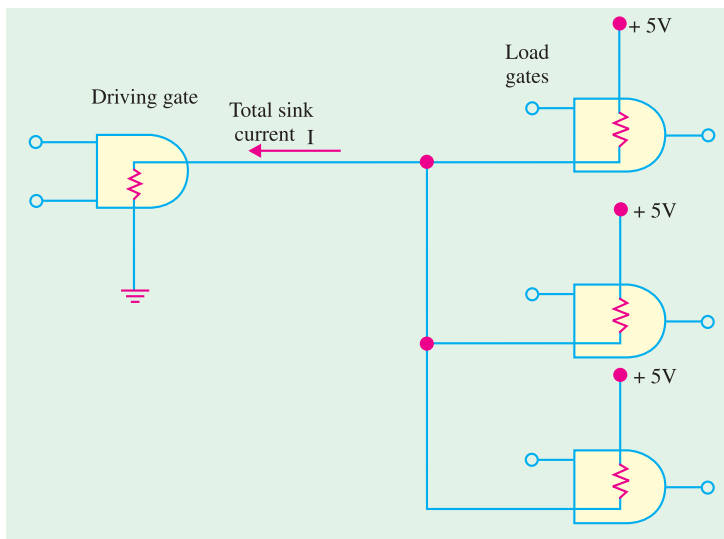 + 5V
Load
gates
Driving gate
Total sink
current I
+ 5V
+ 5V